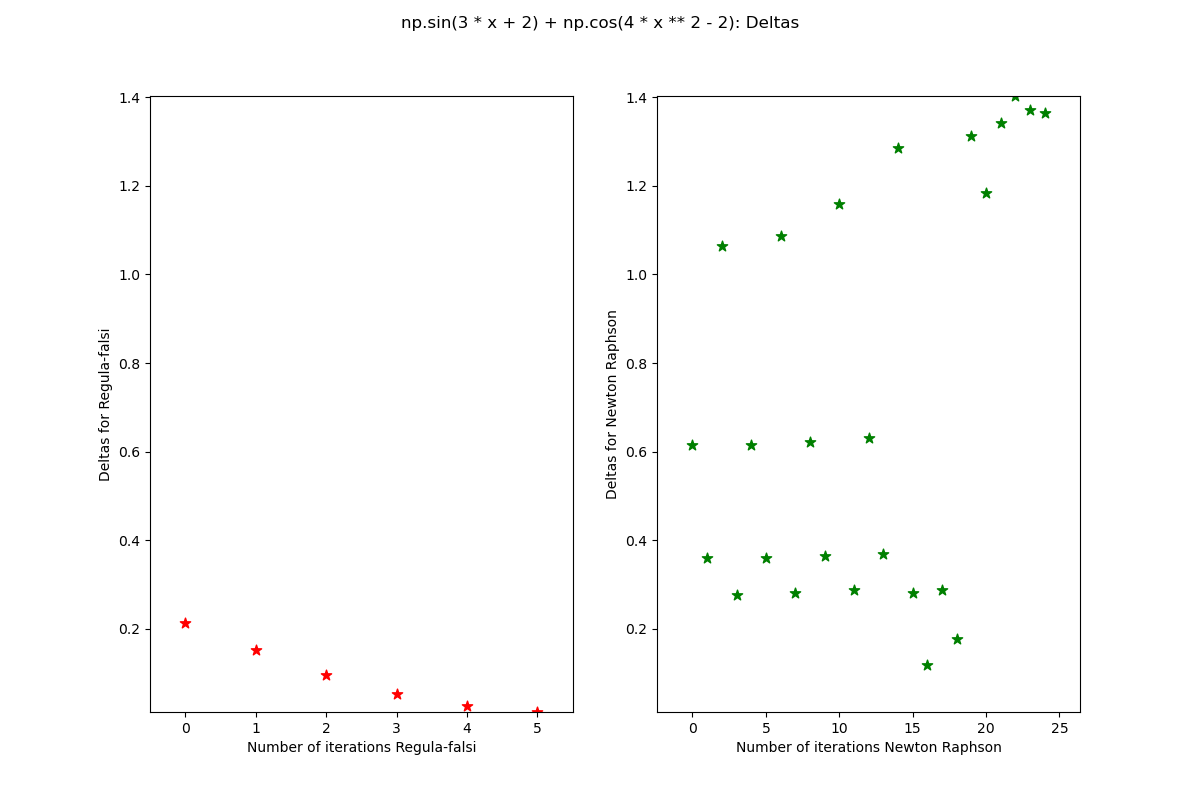 np.sin(3 * x + 2) + np.cos(4 * x ** 2 - 2): Deltas
Deltas for Regula-falsi
1.4
1.2
1.0
0.8
0.6
0.4
0.2
0 1 2 3 4 5
Number of iterations Regula-falsi
Deltas for Newton Raphson
1.4
1.2
1.0
0.8
0.6
0.4
0.2
0 5 10 15 20 25
Number of iterations Newton Raphson